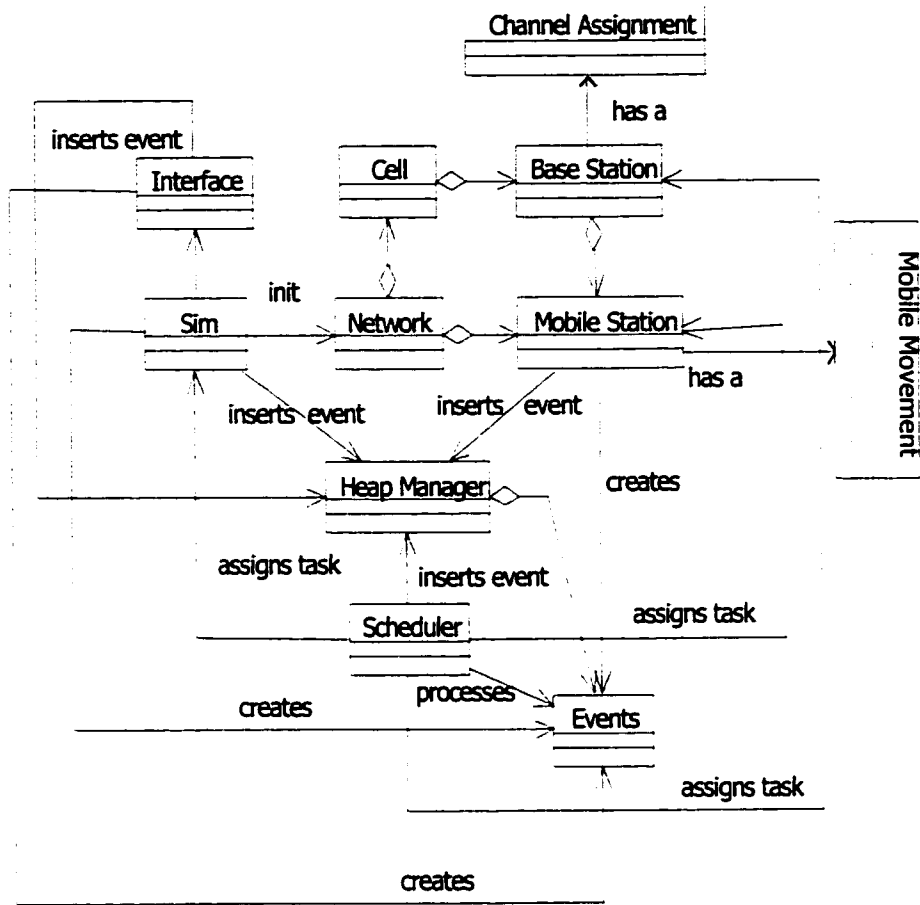 Channel Assignment
has a
inserts event
Interface
Cell
Base Station
init
Sim
Network
Mobile Station
has a
Mobile Movement
inserts event
inserts event
Heap Manager
creates
assigns task
inserts event
Scheduler
assigns task
processes
creates
Events
assigns task
creates